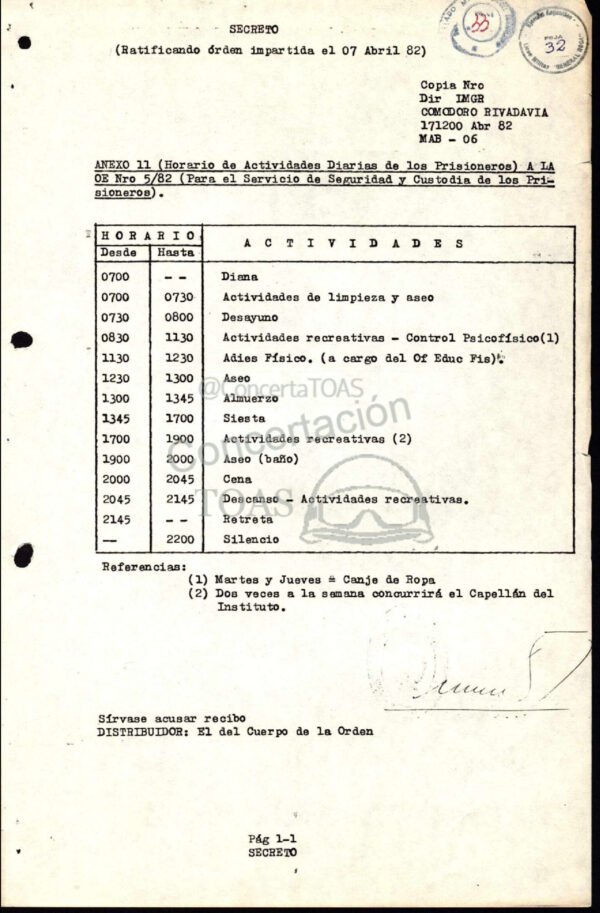 33
FOJA
32
SECRETO
(Ratificando órden impartida el 07 Abril 82)
Copia Nro
Dir IMGR
COMODORO RIVADAVIA
171200 Abr 82
MAB - 06
ANEXO 11 (Horario de Actividades Diarias de los Prisioneros) A LA
OE Nro 5/82 (Para el Servicio de Seguridad y Custodia de los Pri-
sioneros).
HORARIO ACTIVIDADES
Desde Hasta
0700 -- Diana
0700 0730 Actividades de limpieza y aseo
0730 0800 Desayuno
0830 1130 Actividades recreativas - Control Psicofísico(1)
1130 1230 Adies Físico. (a cargo del Of Educ Fis).
1230 1300 Aseo
@ConcertaTOAS
1300 1345 Almuerzo
1345 1700 Siesta
Concertación
1700 1900 Actividades recreativas (2)
1900 2000 Aseo (baño)
2000 2045 Cena
TOAS
2045 2145 Descanso - Actividades recreativas.
2145 -- Retreta
-- 2200 Silencio
Referencias:
(1) Martes y Jueves = Canje de Ropa
(2) Dos veces a la semana concurrirá el Capellán del
Instituto.
Sírvase acusar recibo
DISTRIBUIDOR: El del Cuerpo de la Orden
Pág 1-1
SECRETO